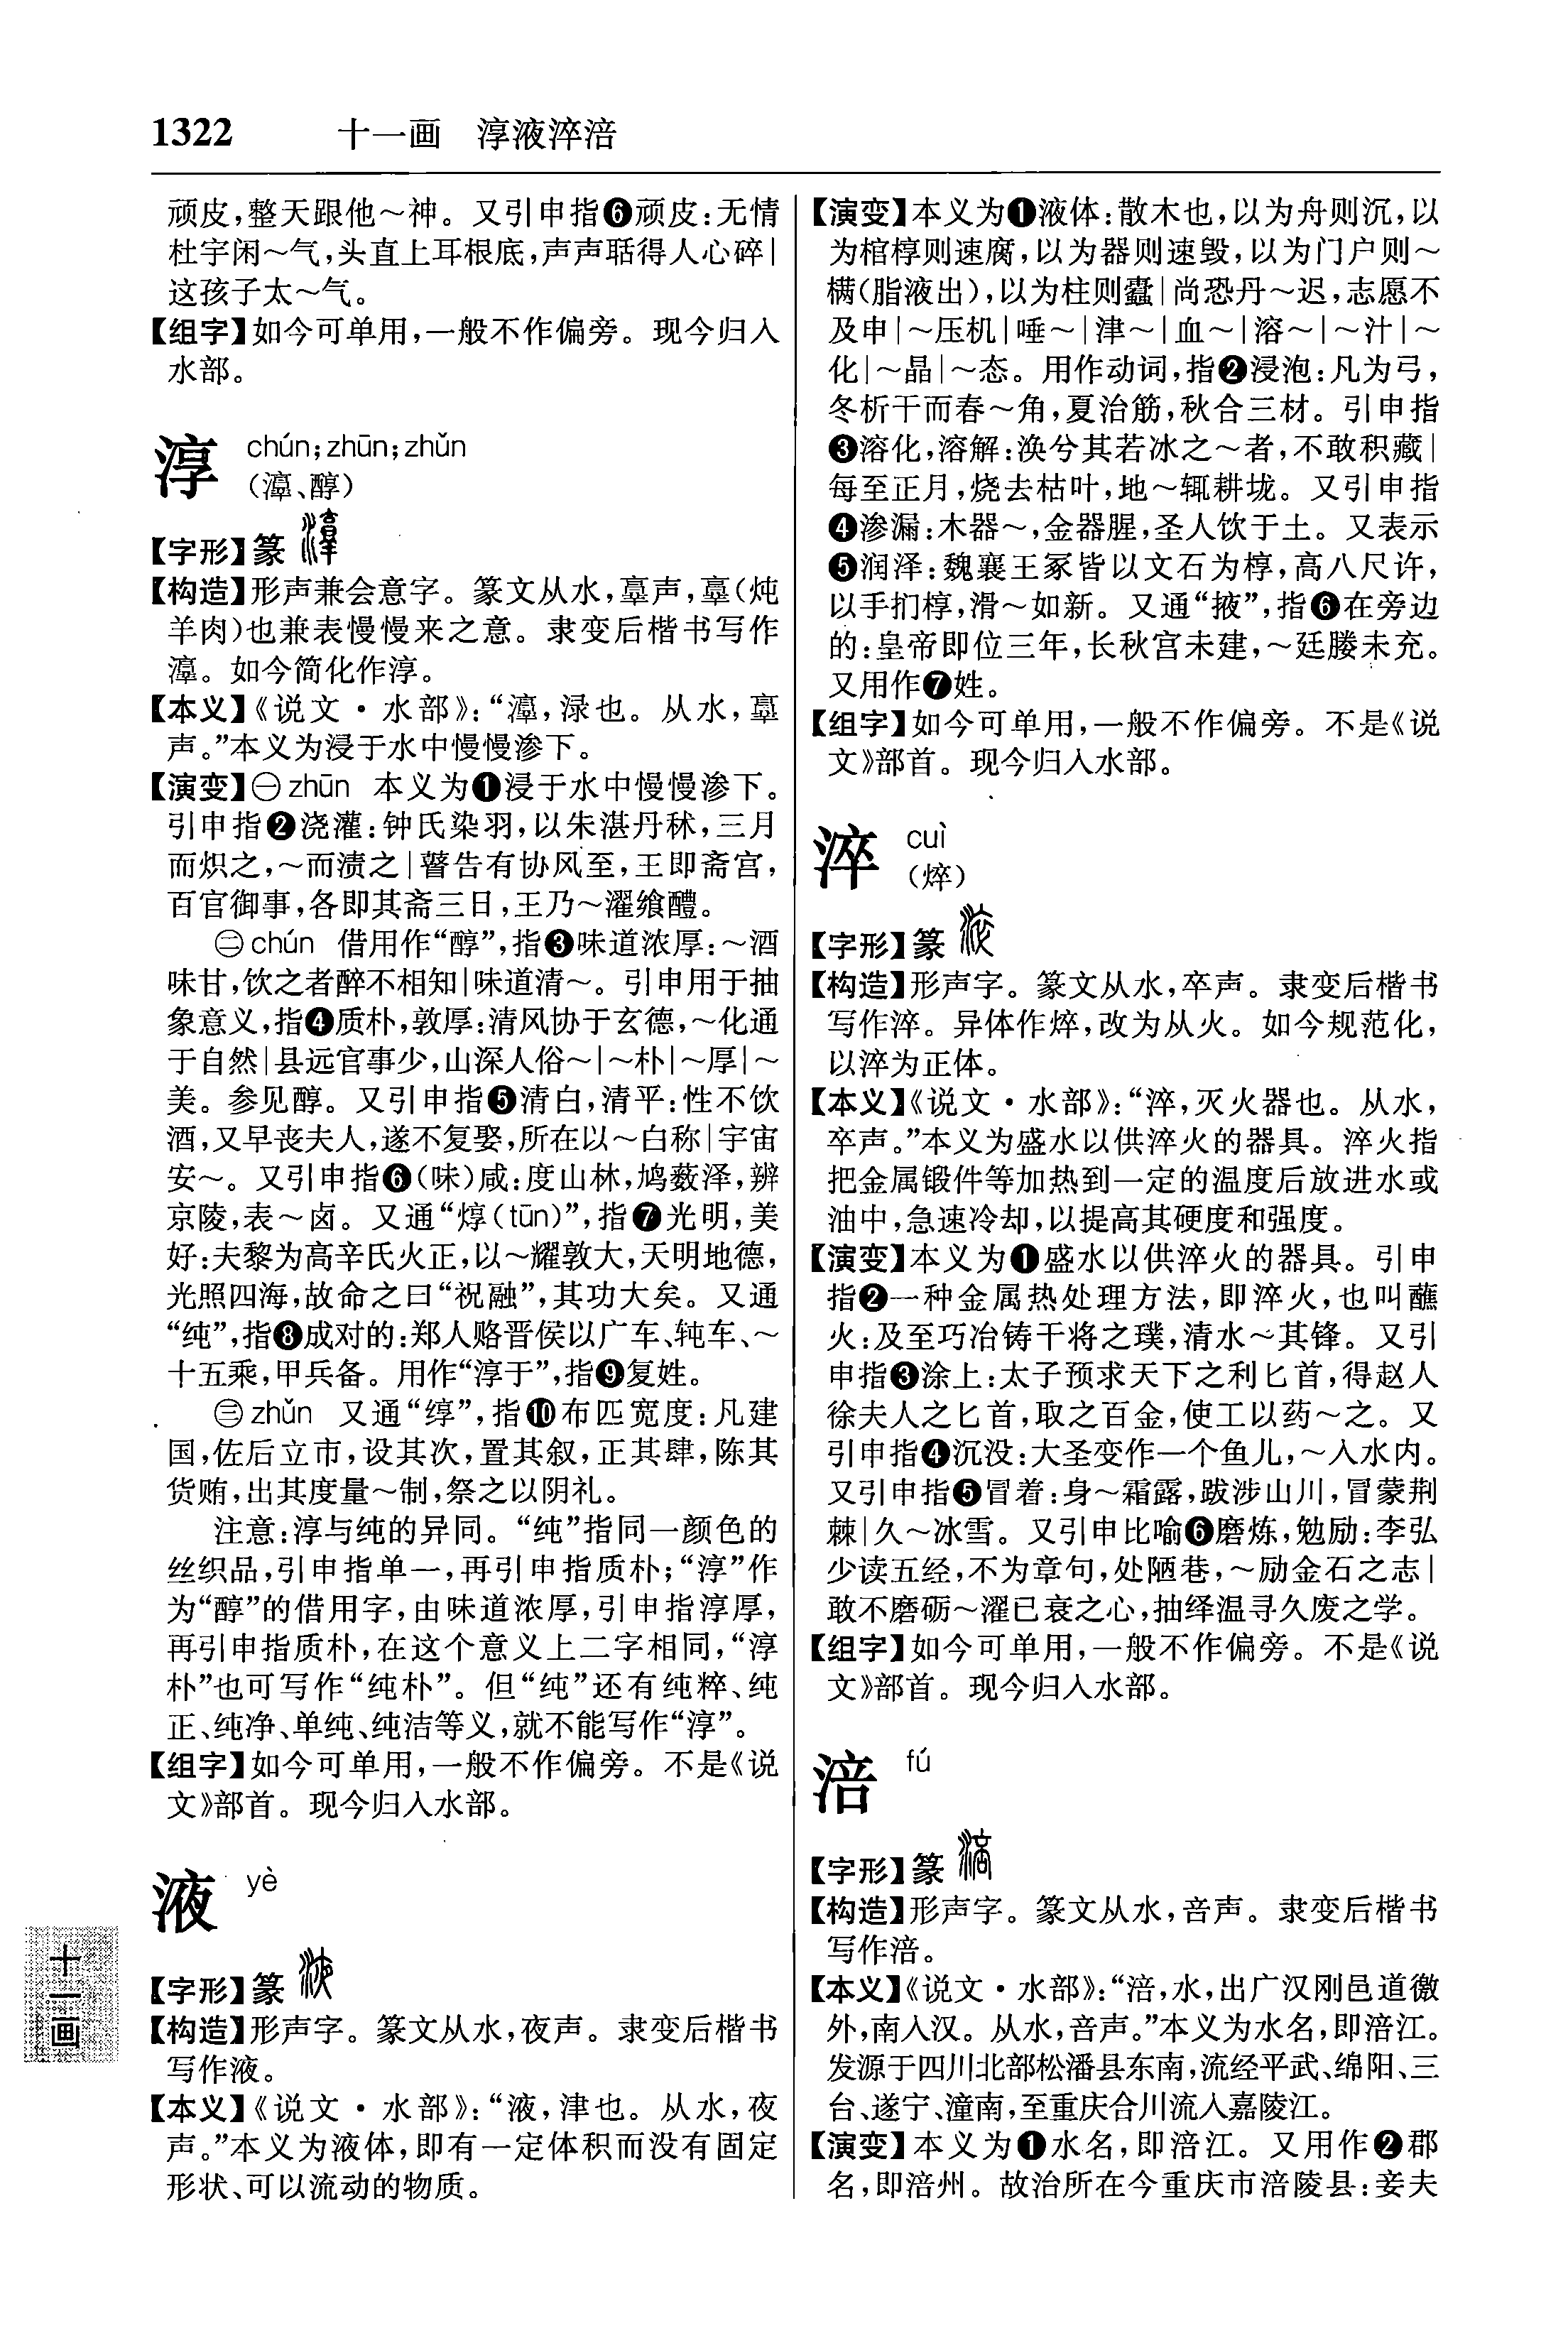 1322 十一画 淳液淬涪
顽皮,整天跟他～神。又引申指❻顽皮:无情
杜宇闲～气,头直上耳根底,声声聒得人心碎|
这孩子太～气。
【组字】如今可单用,一般不作偏旁。现今归入
水部。
淳 chún; zhūn; zhǔn
(𣶏、醇)
【字形】篆
【构造】形声兼会意字。篆文从水,𦎧声,𦎧(炖
羊肉)也兼表慢慢来之意。隶变后楷书写作
𣶏。如今简化作淳。
【本义】《说文·水部》:“𣶏,渌也。从水,𦎧
声。”本义为浸于水中慢慢渗下。
【演变】㊀zhūn 本义为❶浸于水中慢慢渗下。
引申指❷浇灌:钟氏染羽,以朱湛丹秫,三月
而炽之,～而渍之|瞽告有协风至,王即斋宫,
百官御事,各即其斋三日,王乃～濯飨醴。
㊁chún 借用作“醇”,指❸味道浓厚:～酒
味甘,饮之者醉不相知|味道清～。引申用于抽
象意义,指❹质朴,敦厚:清风协于玄德,～化通
于自然|县远官事少,山深人俗～|～朴|～厚|～
美。参见醇。又引申指❺清白,清平:性不饮
酒,又早丧夫人,遂不复娶,所在以～白称|宇宙
安～。又引申指❻(味)咸:度山林,鸠薮泽,辨
京陵,表～卤。又通“焞(tūn)”,指❼光明,美
好:夫黎为高辛氏火正,以～耀敦大,天明地德,
光照四海,故命之曰“祝融”,其功大矣。又通
“纯”,指❽成对的:郑人赂晋侯以广车、𬨎车、～
十五乘,甲兵备。用作“淳于”,指❾复姓。
㊂zhǔn 又通“𬘯”,指❿布匹宽度:凡建
国,佐后立市,设其次,置其叙,正其肆,陈其
货贿,出其度量～制,祭之以阴礼。
注意:淳与纯的异同。“纯”指同一颜色的
丝织品,引申指单一,再引申指质朴;“淳”作
为“醇”的借用字,由味道浓厚,引申指淳厚,
再引申指质朴,在这个意义上二字相同,“淳
朴”也可写作“纯朴”。但“纯”还有纯粹、纯
正、纯净、单纯、纯洁等义,就不能写作“淳”。
【组字】如今可单用,一般不作偏旁。不是《说
文》部首。现今归入水部。
液 yè
【字形】篆
【构造】形声字。篆文从水,夜声。隶变后楷书
写作液。
【本义】《说文·水部》:“液,津也。从水,夜
声。”本义为液体,即有一定体积而没有固定
形状、可以流动的物质。
十一画
【演变】本义为❶液体:散木也,以为舟则沉,以
为棺椁则速腐,以为器则速毁,以为门户则～
樠(脂液出),以为柱则蠹|尚恐丹～迟,志愿不
及申|～压机|唾～|津～|血～|溶～|～汁|～
化|～晶|～态。用作动词,指❷浸泡:凡为弓,
冬析干而春～角,夏治筋,秋合三材。引申指
❸溶化,溶解:涣兮其若冰之～者,不敢积藏|
每至正月,烧去枯叶,地～辄耕垅。又引申指
❹渗漏:木器～,金器腥,圣人饮于土。又表示
❺润泽:魏襄王冢皆以文石为椁,高八尺许,
以手扪椁,滑～如新。又通“掖”,指❻在旁边
的:皇帝即位三年,长秋宫未建,～廷媵未充。
又用作❼姓。
【组字】如今可单用,一般不作偏旁。不是《说
文》部首。现今归入水部。
淬 cuì
(焠)
【字形】篆
【构造】形声字。篆文从水,卒声。隶变后楷书
写作淬。异体作焠,改为从火。如今规范化,
以淬为正体。
【本义】《说文·水部》:“淬,灭火器也。从水,
卒声。”本义为盛水以供淬火的器具。淬火指
把金属锻件等加热到一定的温度后放进水或
油中,急速冷却,以提高其硬度和强度。
【演变】本义为❶盛水以供淬火的器具。引申
指❷一种金属热处理方法,即淬火,也叫蘸
火:及至巧冶铸干将之璞,清水～其锋。又引
申指❸涂上:太子预求天下之利匕首,得赵人
徐夫人之匕首,取之百金,使工以药～之。又
引申指❹沉没:大圣变作一个鱼儿,～入水内。
又引申指❺冒着:身～霜露,跋涉山川,冒蒙荆
棘|久～冰雪。又引申比喻❻磨炼,勉励:李弘
少读五经,不为章句,处陋巷,～励金石之志|
敢不磨砺～濯已衰之心,抽绎温寻久废之学。
【组字】如今可单用,一般不作偏旁。不是《说
文》部首。现今归入水部。
涪 fú
【字形】篆
【构造】形声字。篆文从水,咅声。隶变后楷书
写作涪。
【本义】《说文·水部》:“涪,水,出广汉刚邑道微
外,南入汉。从水,咅声。”本义为水名,即涪江。
发源于四川北部松潘县东南,流经平武、绵阳、三
台、遂宁、潼南,至重庆合川流入嘉陵江。
【演变】本义为❶水名,即涪江。又用作❷郡
名,即涪州。故治所在今重庆市涪陵县:妾夫